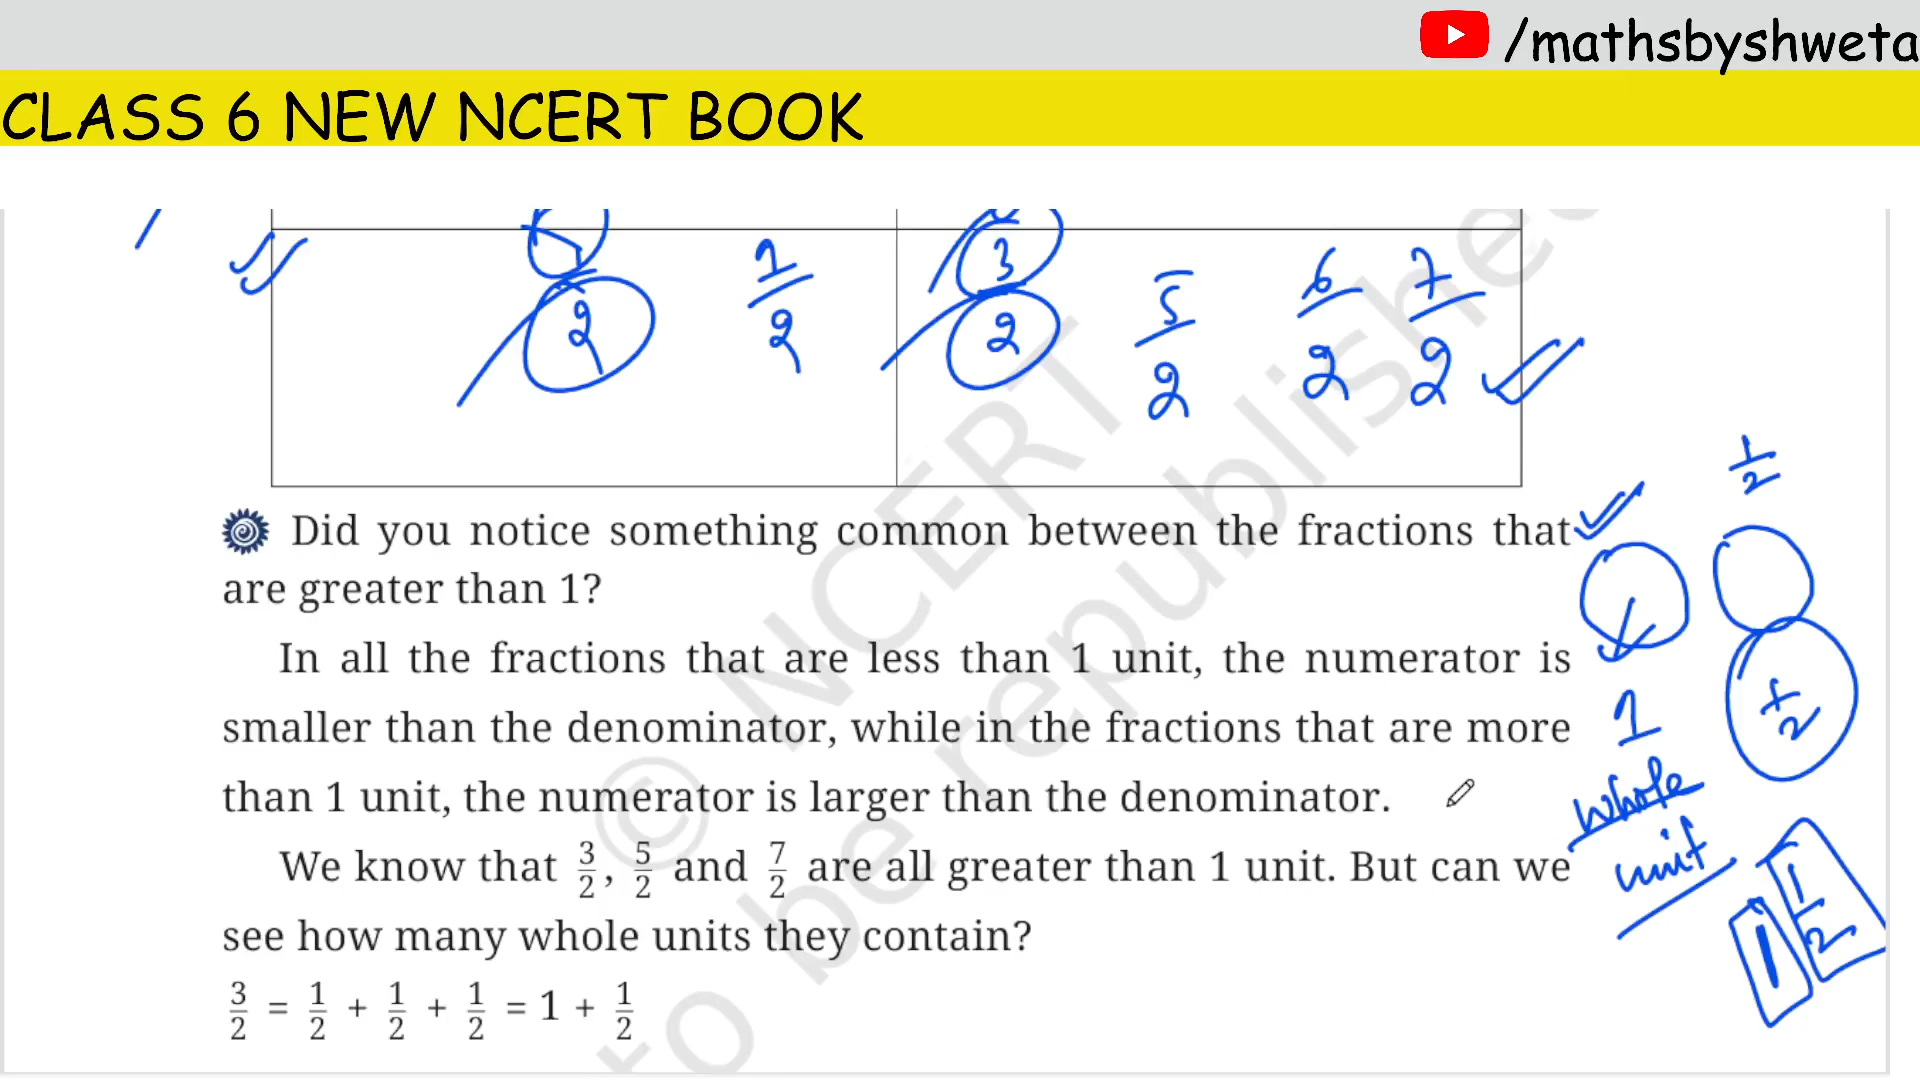 /mathsbyshweta
CLASS 6 NEW NCERT BOOK
1/2 1/2 3/2 5/2 6/2 7/2
1/2
Did you notice something common between the fractions that
are greater than 1?
In all the fractions that are less than 1 unit, the numerator is
smaller than the denominator, while in the fractions that are more
than 1 unit, the numerator is larger than the denominator.
We know that 3/2, 5/2 and 7/2 are all greater than 1 unit. But can we
see how many whole units they contain?
3/2 = 1/2 + 1/2 + 1/2 = 1 + 1/2
1/2
1
whole
unit
1 1/2
© NCERT
to be republished